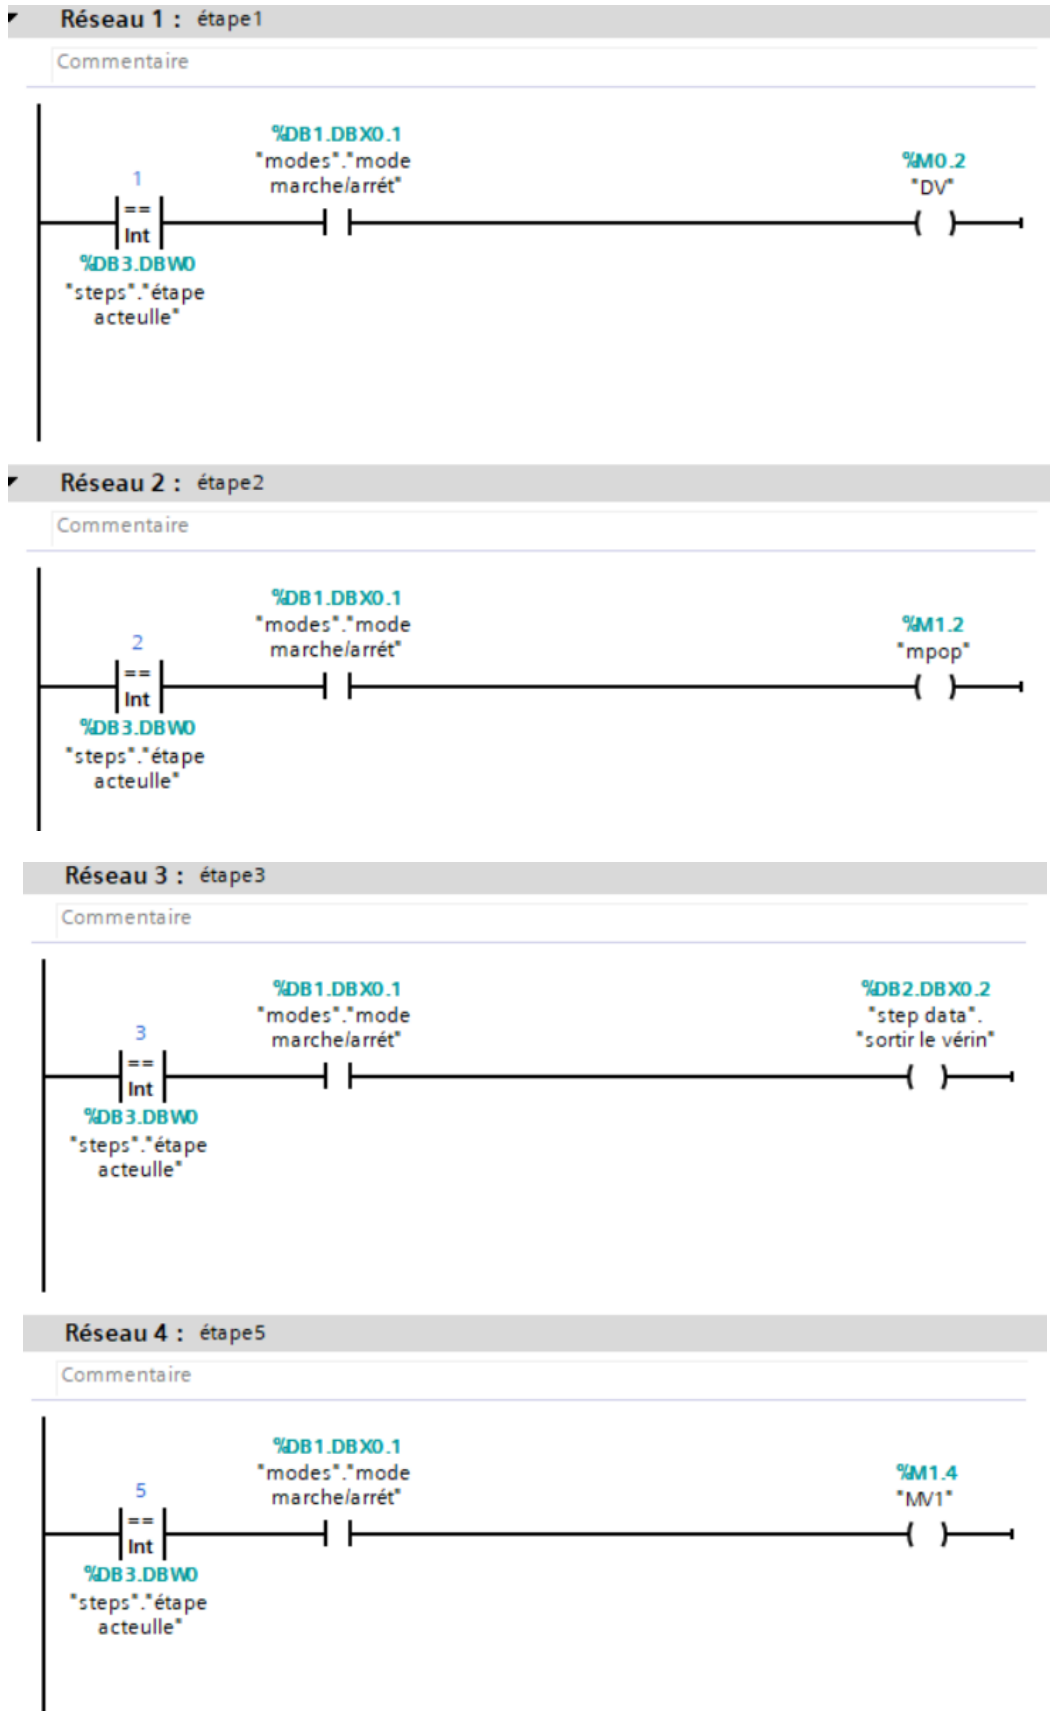 Réseau 1 : étape1
Commentaire
%DB1.DBX0.1
"modes"."mode
marche/arrét"
%M0.2
"DV"
1
==
Int
%DB3.DBW0
"steps"."étape
acteulle"
Réseau 2 : étape2
Commentaire
%DB1.DBX0.1
"modes"."mode
marche/arrét"
%M1.2
"mpop"
2
==
Int
%DB3.DBW0
"steps"."étape
acteulle"
Réseau 3 : étape3
Commentaire
%DB1.DBX0.1
"modes"."mode
marche/arrét"
%DB2.DBX0.2
"step data".
"sortir le vérin"
3
==
Int
%DB3.DBW0
"steps"."étape
acteulle"
Réseau 4 : étape5
Commentaire
%DB1.DBX0.1
"modes"."mode
marche/arrét"
%M1.4
"MV1"
5
==
Int
%DB3.DBW0
"steps"."étape
acteulle"